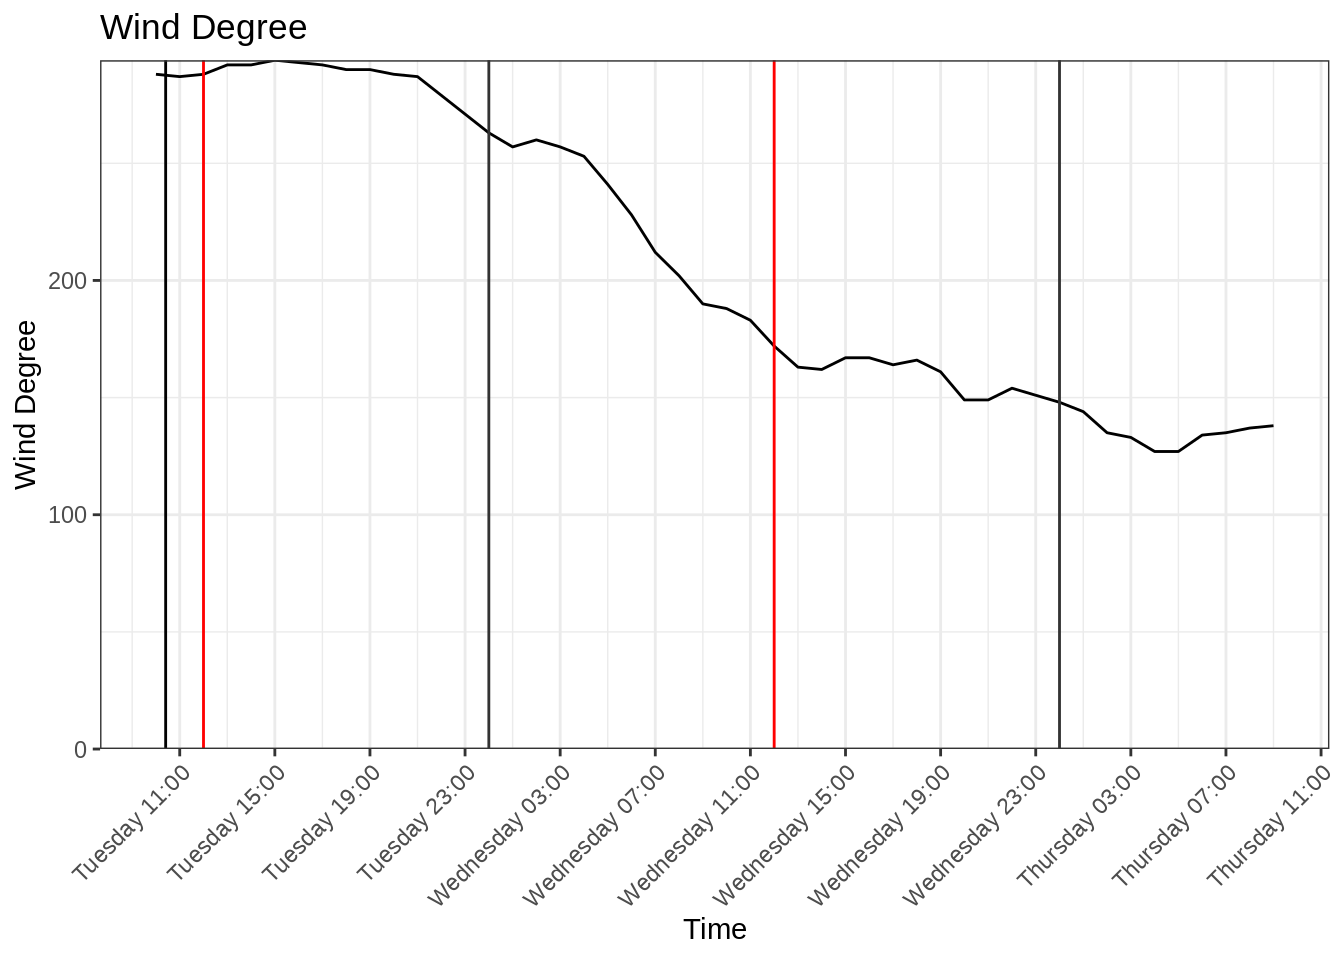 Wind Degree
Wind Degree
200
100
0
Tuesday 11:00
Tuesday 15:00
Tuesday 19:00
Tuesday 23:00
Wednesday 03:00
Wednesday 07:00
Wednesday 11:00
Wednesday 15:00
Wednesday 19:00
Wednesday 23:00
Thursday 03:00
Thursday 07:00
Thursday 11:00
Time